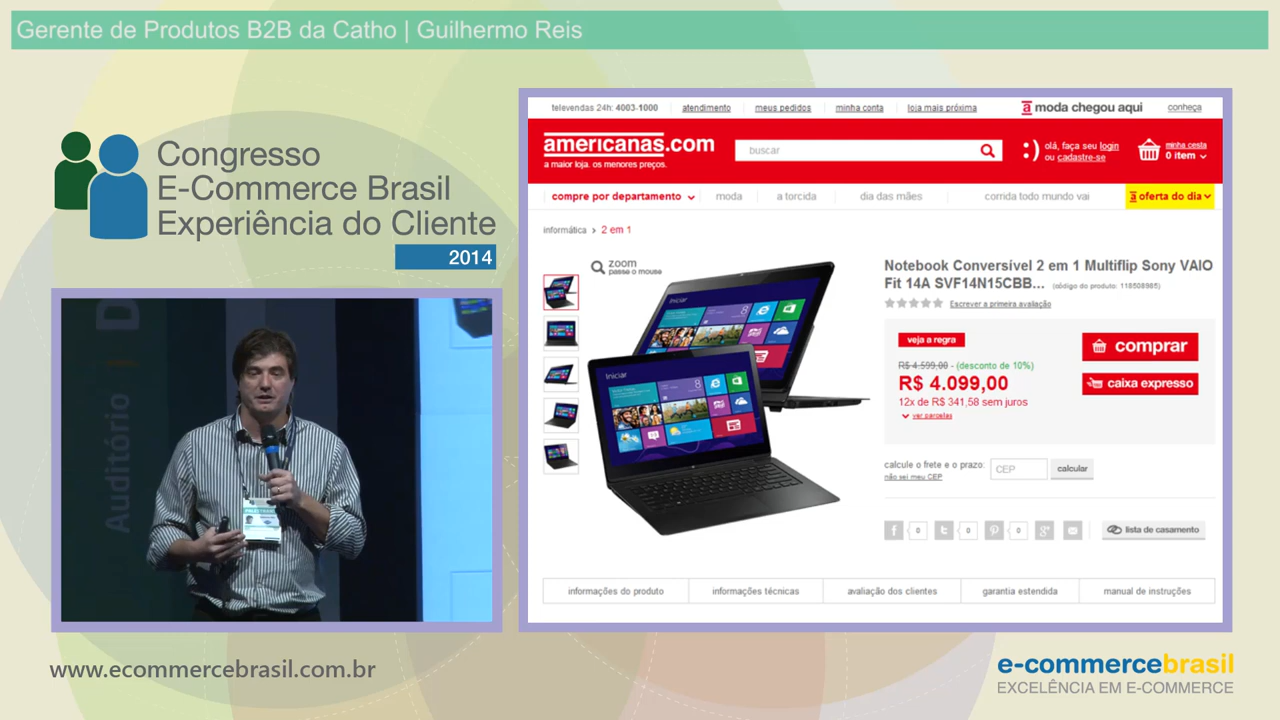 Gerente de Produtos B2B da Catho | Guilhermo Reis
Congresso
E-Commerce Brasil
Experiência do Cliente
2014
Auditório
D
televendas 24h: 4003-1000
atendimento
meus pedidos
minha conta
loja mais próxima
a moda chegou aqui
conheça
americanas.com
a maior loja. os menores preços.
buscar
:)
olá, faça seu login
ou cadastre-se
minha cesta
0 item
compre por departamento
moda
a torcida
dia das mães
corrida todo mundo vai
a oferta do dia
informática > 2 em 1
zoom
passe o mouse
Iniciar
Iniciar
Notebook Conversível 2 em 1 Multiflip Sony VAIO
Fit 14A SVF14N15CBB... (código do produto: 118508985)
Escrever a primeira avaliação
veja a regra
R$ 4.599,00 - (desconto de 10%)
R$ 4.099,00
12x de R$ 341,58 sem juros
ver parcelas
comprar
caixa expresso
calcule o frete e o prazo:
CEP
calcular
não sei meu CEP
f 0 t 0 p 0 g
lista de casamento
informações do produto
informações técnicas
avaliação dos clientes
garantia estendida
manual de instruções
www.ecommercebrasil.com.br
e-commercebrasil
EXCELÊNCIA EM E-COMMERCE